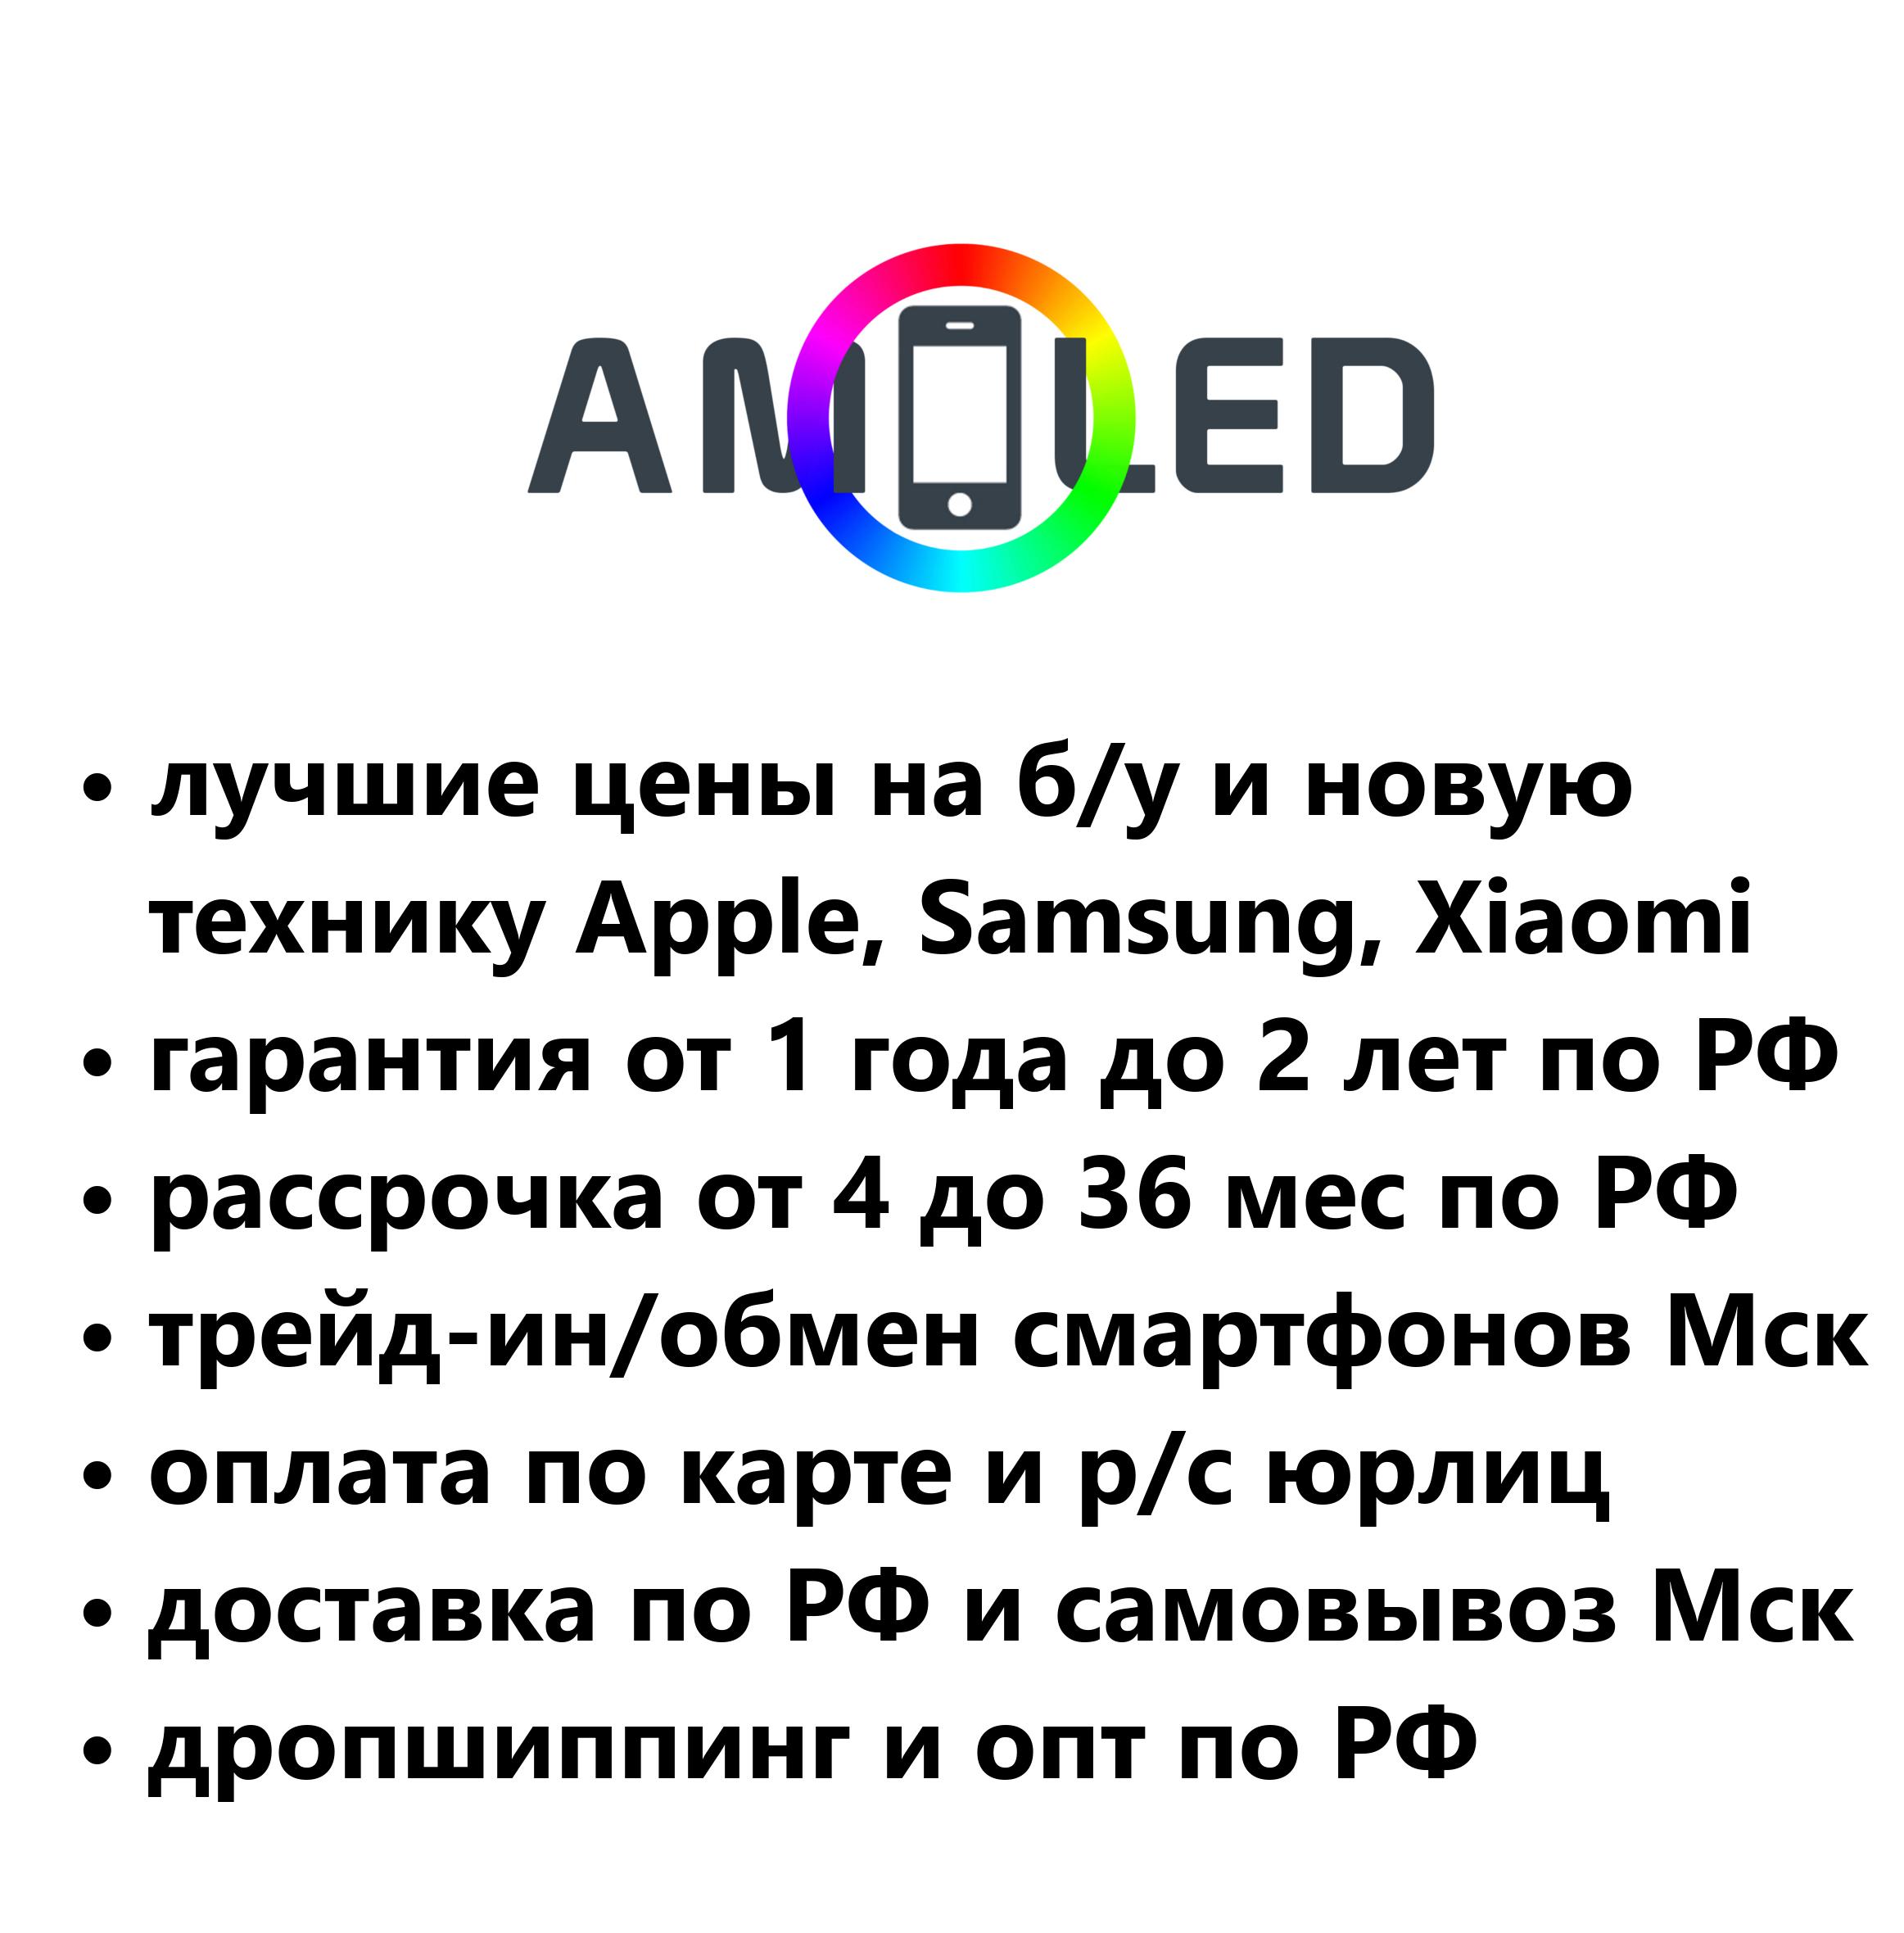 AMOLED
• лучшие цены на б/у и новую
технику Apple, Samsung, Xiaomi
• гарантия от 1 года до 2 лет по РФ
• рассрочка от 4 до 36 мес по РФ
• трейд-ин/обмен смартфонов Мск
• оплата по карте и р/с юрлиц
• доставка по РФ и самовывоз Мск
• дропшиппинг и опт по РФ